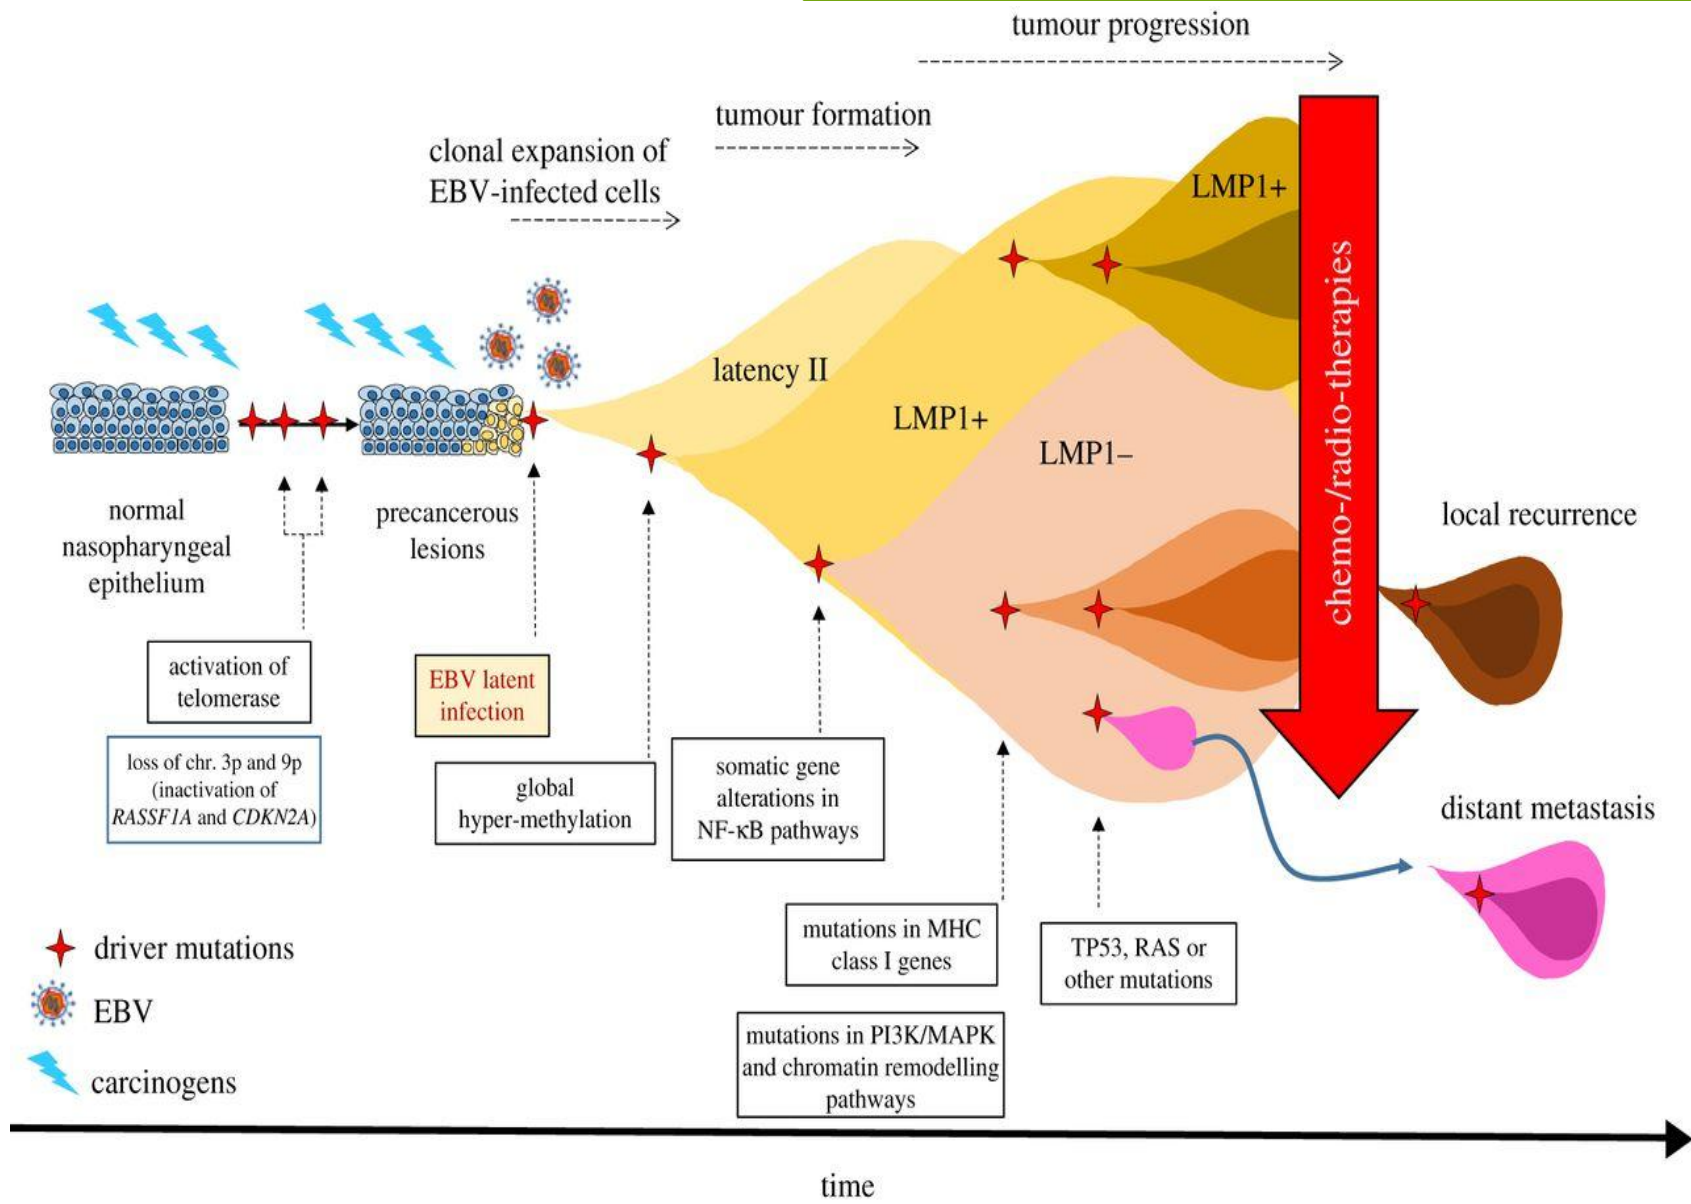 tumour progression
tumour formation
clonal expansion of
EBV-infected cells
LMP1+
latency II
LMP1+
LMP1–
chemo-/radio-therapies
normal
nasopharyngeal
epithelium
precancerous
lesions
local recurrence
activation of
telomerase
EBV latent
infection
loss of chr. 3p and 9p
(inactivation of
RASSF1A and CDKN2A)
global
hyper-methylation
somatic gene
alterations in
NF-κB pathways
distant metastasis
mutations in MHC
class I genes
TP53, RAS or
other mutations
mutations in PI3K/MAPK
and chromatin remodelling
pathways
driver mutations
EBV
carcinogens
time